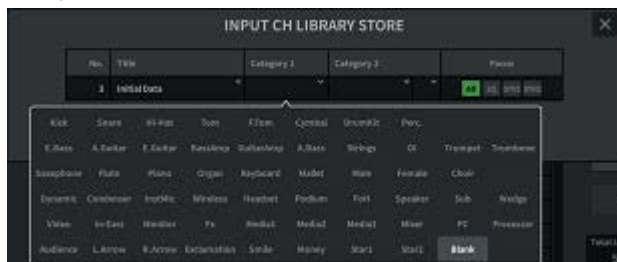 INPUT CH LIBRARY STORE
No. Title Category 1 Category 2 Focus
3 Initial Data All EQ
Kick Snare Hi-Hat Tom F.Tom Cymbal DrumKit Perc.
E.Bass A.Guitar E.Guitar BassAmp GuitarAmp A.Bass Strings DI Trumpet Trombone
Saxophone Flute Piano Organ Keyboard Mallet Male Female Choir
Dynamic Condenser InstMic Wireless Headset Podium Speaker Sub Wedge
Video In-Ears Monitor Fx Media1 Media2 Media3 Mixer PC Processor
Audience L.Arrow R.Arrow Exclamation Smile Money Star1 Star2 Blank